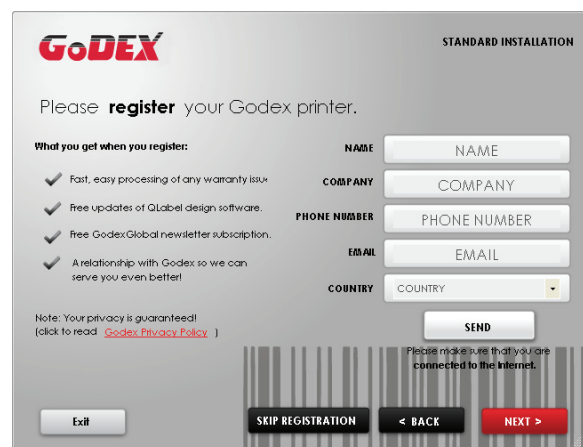 GoDEX
STANDARD INSTALLATION
Please register your Godex printer.
What you get when you register:
Fast, easy processing of any warranty issu
Free updates of QLabel design software.
Free GodexGlobal newsletter subscription.
A relationship with Godex so we can
serve you even better!
Note: Your privacy is guaranteed!
(click to read Godex Privacy Policy )
NAME NAME
COMPANY COMPANY
PHONE NUMBER PHONE NUMBER
EMAIL EMAIL
COUNTRY COUNTRY
SEND
Please make sure that you are
connected to the Internet.
Exit
SKIP REGISTRATION
< BACK
NEXT >